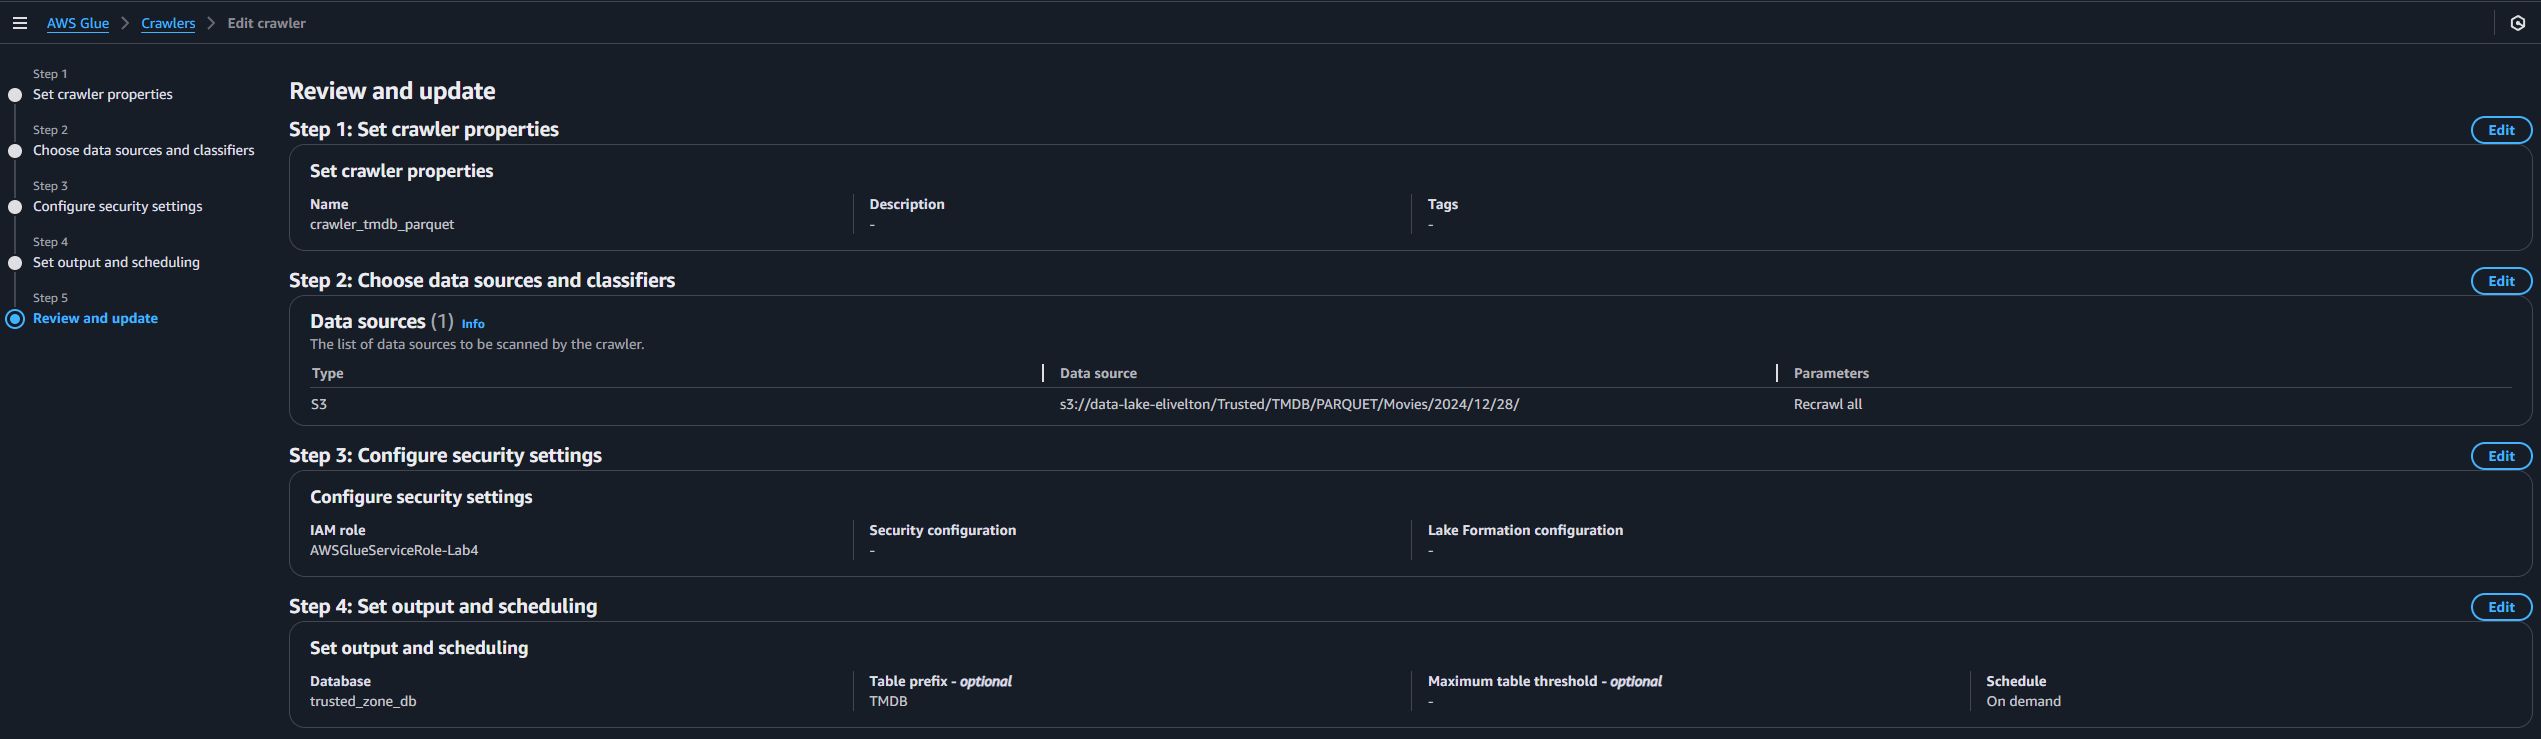 AWS Glue > Crawlers > Edit crawler
Step 1
Set crawler properties
Step 2
Choose data sources and classifiers
Step 3
Configure security settings
Step 4
Set output and scheduling
Step 5
Review and update
Review and update
Step 1: Set crawler properties Edit
Set crawler properties
Name Description Tags
crawler_tmdb_parquet - -
Step 2: Choose data sources and classifiers Edit
Data sources (1) Info
The list of data sources to be scanned by the crawler.
Type Data source Parameters
S3 s3://data-lake-elivelton/Trusted/TMDB/PARQUET/Movies/2024/12/28/ Recrawl all
Step 3: Configure security settings Edit
Configure security settings
IAM role Security configuration Lake Formation configuration
AWSGlueServiceRole-Lab4 - -
Step 4: Set output and scheduling Edit
Set output and scheduling
Database Table prefix - optional Maximum table threshold - optional Schedule
trusted_zone_db TMDB - On demand